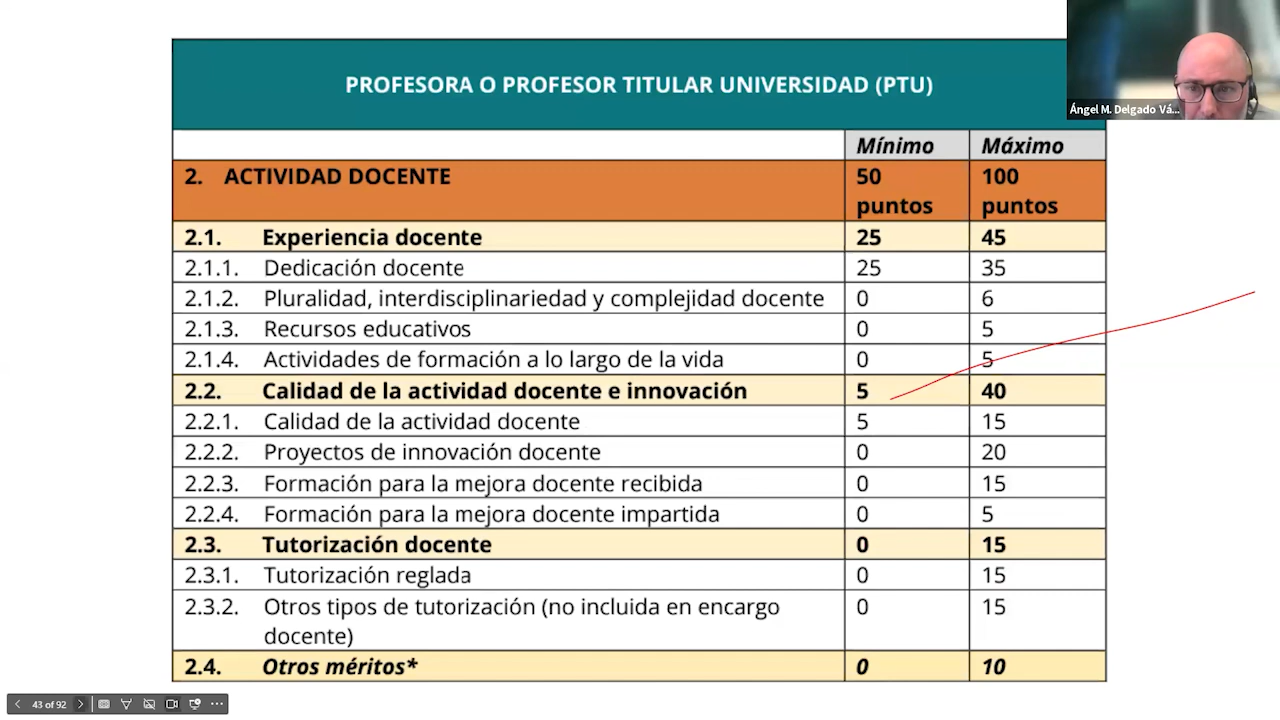 PROFESORA O PROFESOR TITULAR UNIVERSIDAD (PTU)
Ángel M. Delgado Vá...
Mínimo Máximo
2. ACTIVIDAD DOCENTE 50 puntos 100 puntos
2.1. Experiencia docente 25 45
2.1.1. Dedicación docente 25 35
2.1.2. Pluralidad, interdisciplinariedad y complejidad docente 0 6
2.1.3. Recursos educativos 0 5
2.1.4. Actividades de formación a lo largo de la vida 0 5
2.2. Calidad de la actividad docente e innovación 5 40
2.2.1. Calidad de la actividad docente 5 15
2.2.2. Proyectos de innovación docente 0 20
2.2.3. Formación para la mejora docente recibida 0 15
2.2.4. Formación para la mejora docente impartida 0 5
2.3. Tutorización docente 0 15
2.3.1. Tutorización reglada 0 15
2.3.2. Otros tipos de tutorización (no incluida en encargo docente) 0 15
2.4. Otros méritos* 0 10
43 of 92